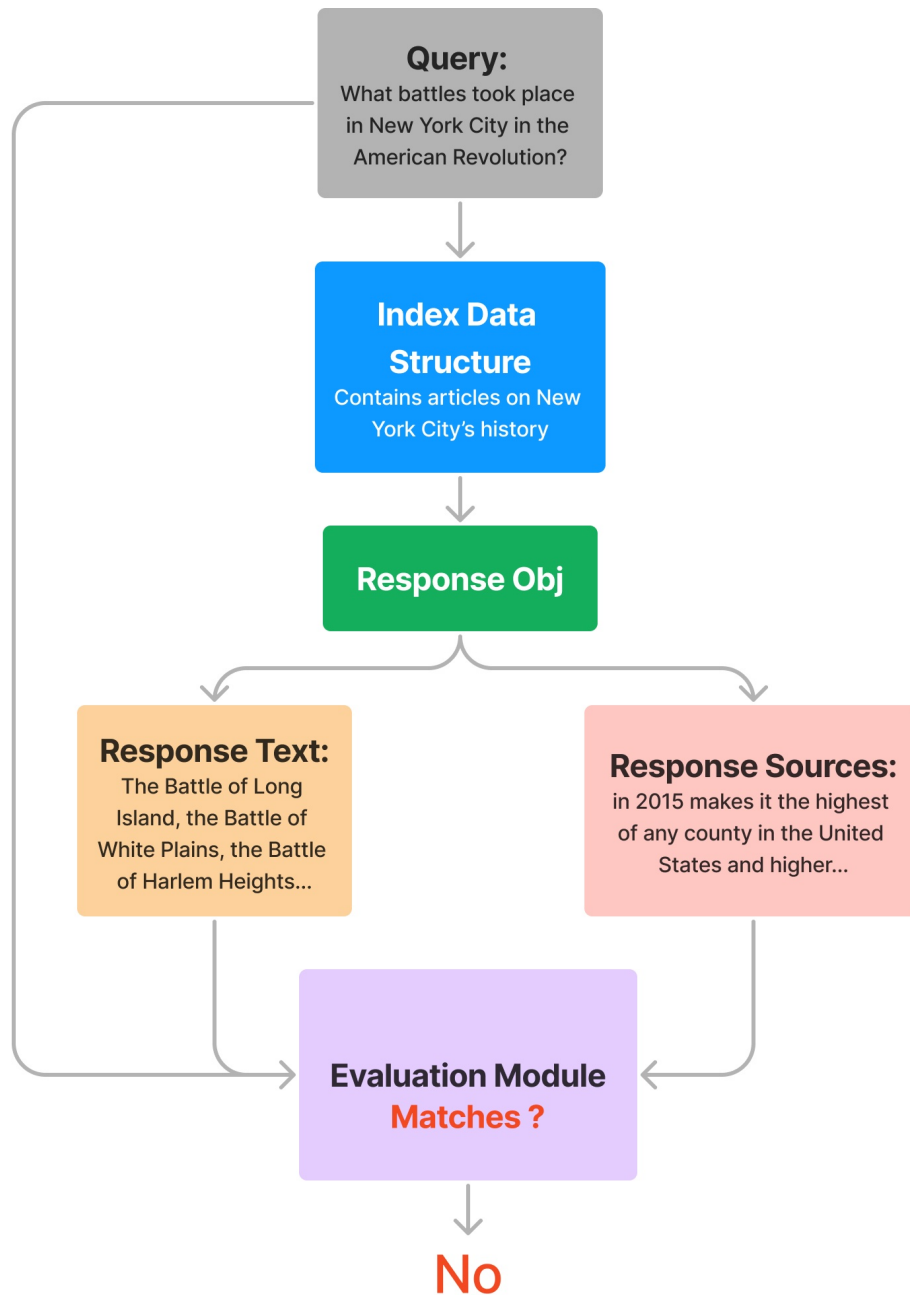 Query:
What battles took place
in New York City in the
American Revolution?
Index Data
Structure
Contains articles on New
York City’s history
Response Obj
Response Text:
The Battle of Long
Island, the Battle of
White Plains, the Battle
of Harlem Heights...
Response Sources:
in 2015 makes it the highest
of any county in the United
States and higher...
Evaluation Module
Matches ?
No